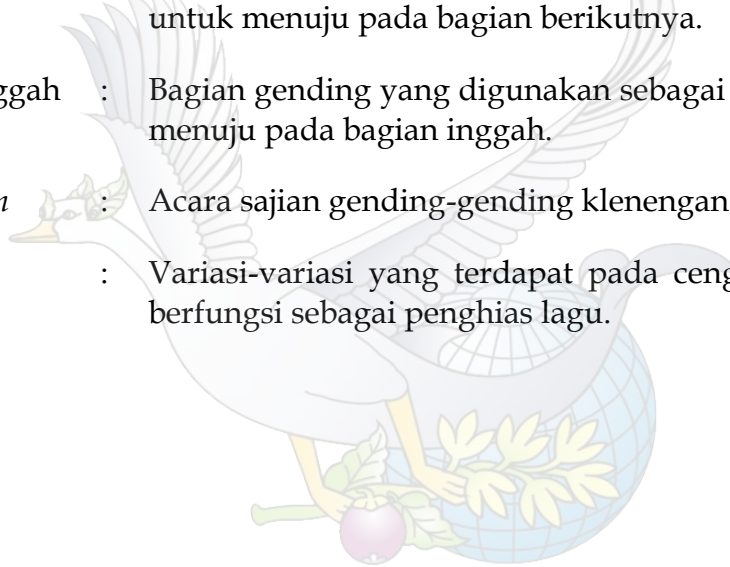 untuk menuju pada bagian berikutnya.
ggah : Bagian gending yang digunakan sebagai
menuju pada bagian inggah.
n : Acara sajian gending-gending klenengan
: Variasi-variasi yang terdapat pada ceng
berfungsi sebagai penghias lagu.